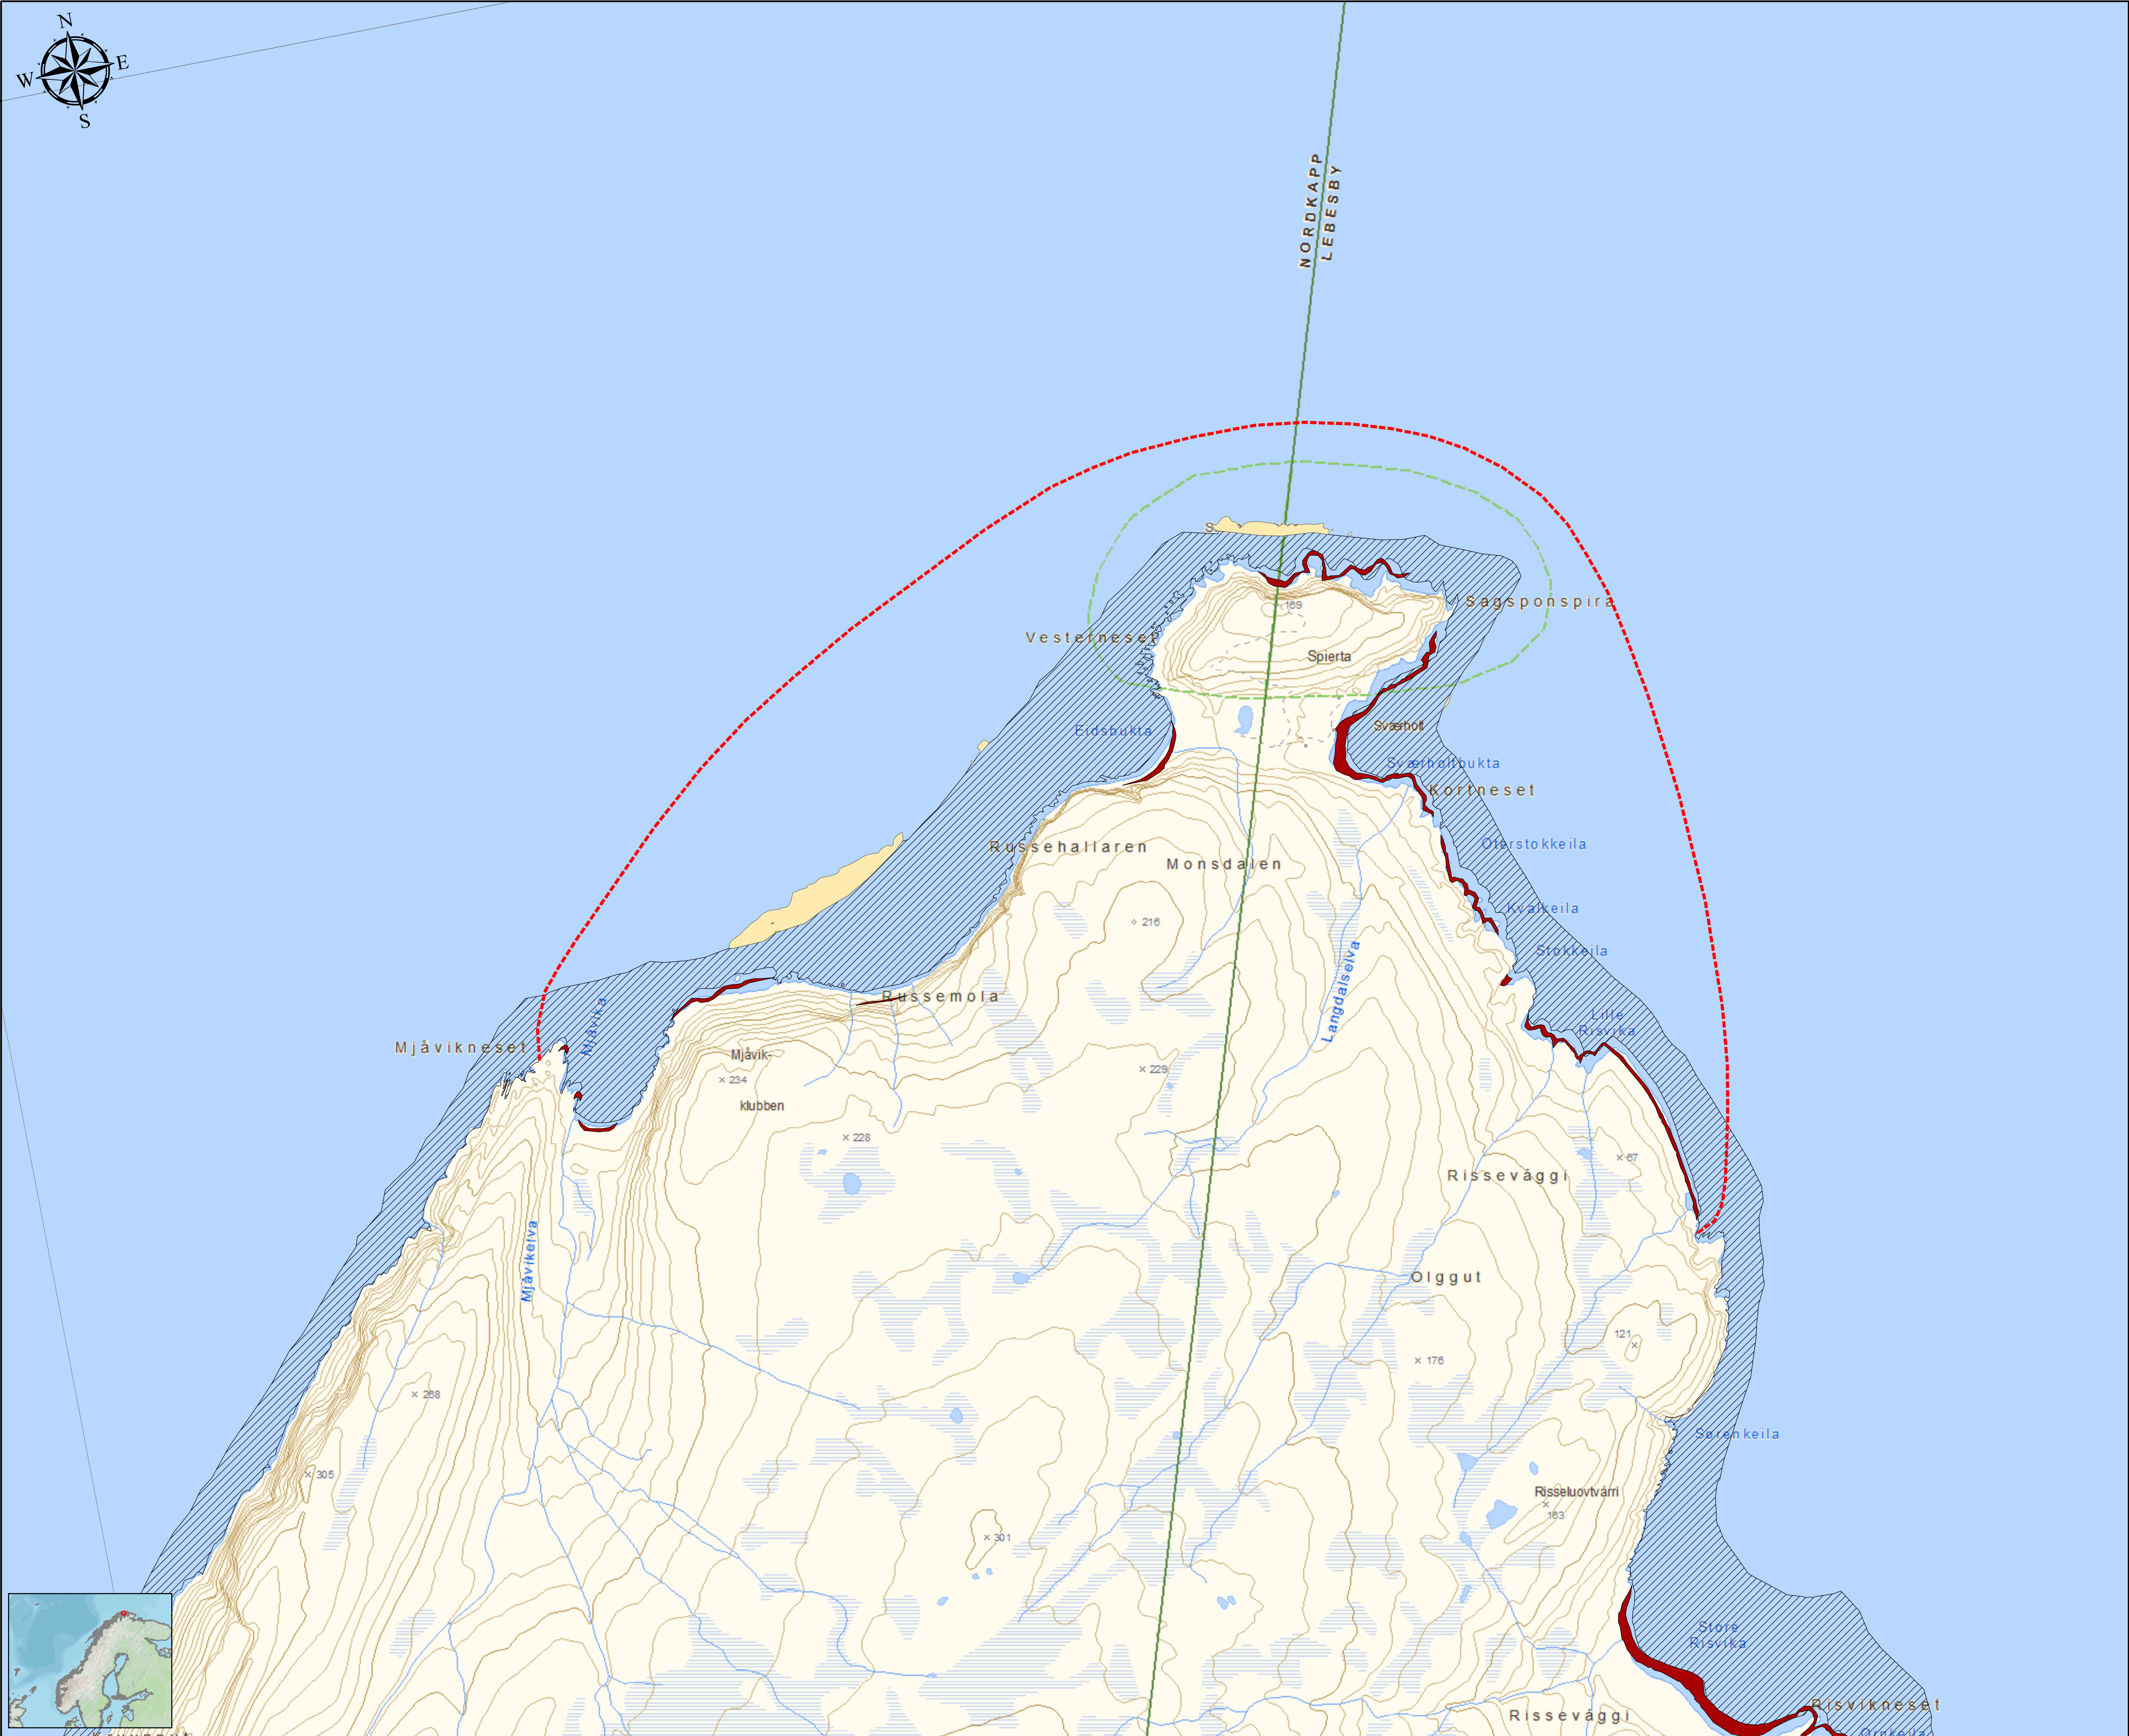 N
W
E
S
NORDKAPP
LEBESBY
S
169
Sagsponspira
Vesterneset
Spierta
Sværholt
Eidsbukta
Sværholtbukta
Kortneset
Russehallaren
Oterstokkeila
Monsdalen
Kvalkeila
216
Stokkeila
Langdalselva
Russemola
Mjåvika
Lille
Risvika
Mjåvikneset
Mjåvik-
234
229
klubben
228
67
Rissevággi
Mjåvikelva
Olggut
121
176
268
Sørenkeila
305
Risseluovtvárri
163
301
Store
Risvika
Risvikneset
Rissevággi
Ørnkeila